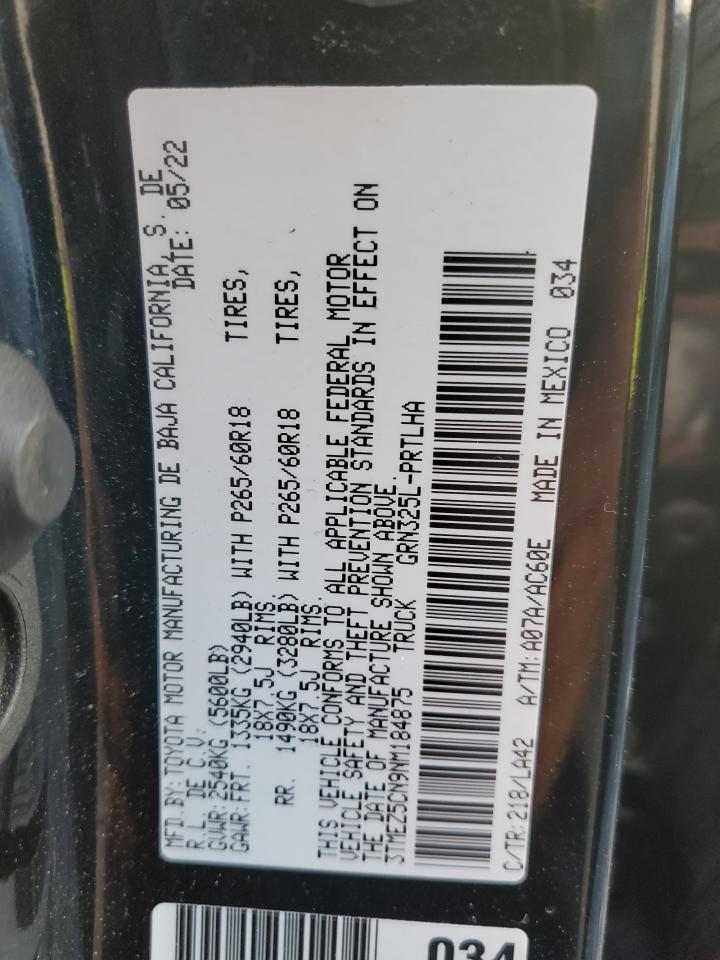 MFD.BY:TOYOTA MOTOR MANUFACTURING DE BAJA CALIFORNIA, S. DE
R.L. DE C.V. DATE: 05/22
GVWR:2540KG (5600LB)
GAWR:FRT. 1335KG (2940LB) WITH P265/60R18 TIRES,
18X7.5J RIMS,
RR. 1490KG (3280LB) WITH P265/60R18 TIRES,
18X7.5J RIMS.
THIS VEHICLE CONFORMS TO ALL APPLICABLE FEDERAL MOTOR
VEHICLE SAFETY AND THEFT PREVENTION STANDARDS IN EFFECT ON
THE DATE OF MANUFACTURE SHOWN ABOVE.
3TMEZ5CN9NM184875 TRUCK GRN325L-PRTLHA
C/TR:218/LA42 A/TM:A07A/AC60E MADE IN MEXICO 034
034